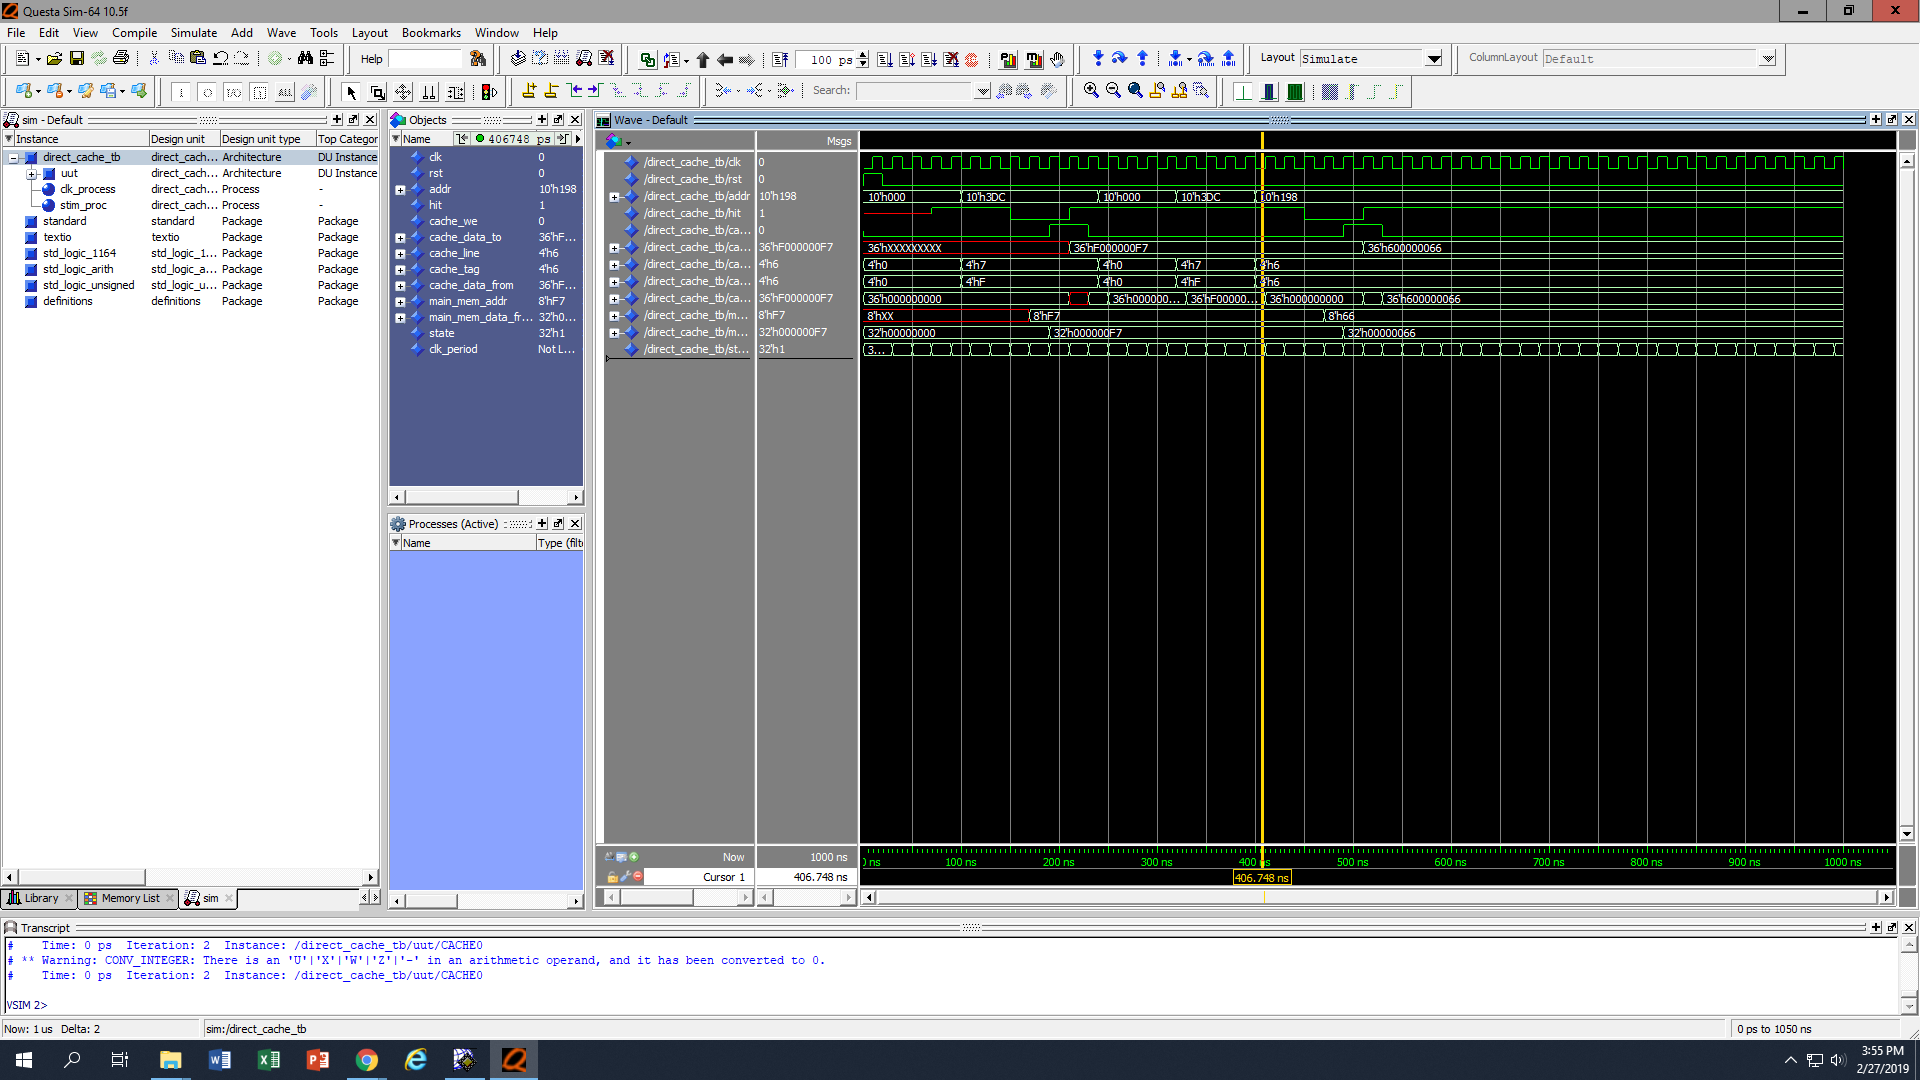 Questa Sim-64 10.5f
File Edit View Compile Simulate Add Wave Tools Layout Bookmarks Window Help
Help 100 ps Layout Simulate ColumnLayout Default
Search:
sim - Default
Instance Design unit Design unit type Top Categor
direct_cache_tb direct_cach... Architecture DU Instance
uut direct_cach... Architecture DU Instance
clk_process direct_cach... Process -
stim_proc direct_cach... Process -
standard standard Package Package
textio textio Package Package
std_logic_1164 std_logic_1... Package Package
std_logic_arith std_logic_a... Package Package
std_logic_unsigned std_logic_u... Package Package
definitions definitions Package Package
Library Memory List sim
Objects
Name 406748 ps
clk 0
rst 0
addr 10'h198
hit 1
cache_we 0
cache_data_to 36'hF...
cache_line 4'h6
cache_tag 4'h6
cache_data_from 36'hF...
main_mem_addr 8'hF7
main_mem_data_fr... 32'h0...
state 32'h1
clk_period Not L...
Processes (Active)
Name Type (filt
Wave - Default
Msgs
/direct_cache_tb/clk 0
/direct_cache_tb/rst 0
/direct_cache_tb/addr 10'h198 10'h000 10'h3DC 10'h000 10'h3DC 10'h198
/direct_cache_tb/hit 1
/direct_cache_tb/ca... 0
/direct_cache_tb/ca... 36'hF000000F7 36'hXXXXXXXXX 36'hF000000F7 36'h600000066
/direct_cache_tb/ca... 4'h6 4'h0 4'h7 4'h0 4'h7 4'h6
/direct_cache_tb/ca... 4'h6 4'h0 4'hF 4'h0 4'hF 4'h6
/direct_cache_tb/ca... 36'hF000000F7 36'h000000000 36'h000000... 36'hF00000... 36'h000000000 36'h600000066
/direct_cache_tb/m... 8'hF7 8'hXX 8'hF7 8'h66
/direct_cache_tb/m... 32'h000000F7 32'h00000000 32'h000000F7 32'h00000066
/direct_cache_tb/st... 32'h1 3...
Now 1000 ns ns 100 ns 200 ns 300 ns 400 ns 500 ns 600 ns 700 ns 800 ns 900 ns 1000 ns
Cursor 1 406.748 ns 406.748 ns
Transcript
# Time: 0 ps Iteration: 2 Instance: /direct_cache_tb/uut/CACHE0
# ** Warning: CONV_INTEGER: There is an 'U'|'X'|'W'|'Z'|'-' in an arithmetic operand, and it has been converted to 0.
# Time: 0 ps Iteration: 2 Instance: /direct_cache_tb/uut/CACHE0
VSIM 2>
Now: 1 us Delta: 2 sim:/direct_cache_tb 0 ps to 1050 ns
3:55 PM
2/27/2019